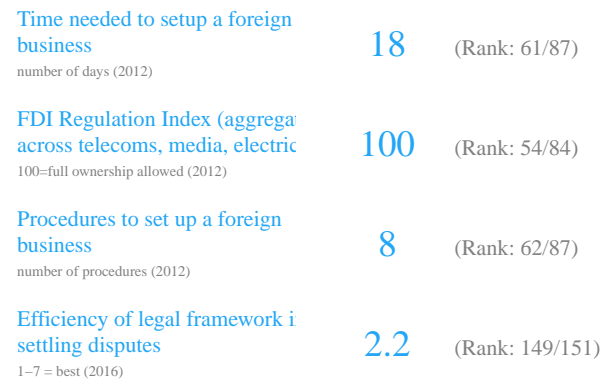 Time needed to setup a foreign
business
number of days (2012)
18
(Rank: 61/87)
FDI Regulation Index (aggregat
across telecoms, media, electric
100=full ownership allowed (2012)
100
(Rank: 54/84)
Procedures to set up a foreign
business
number of procedures (2012)
8
(Rank: 62/87)
Efficiency of legal framework i
settling disputes
1–7 = best (2016)
2.2
(Rank: 149/151)